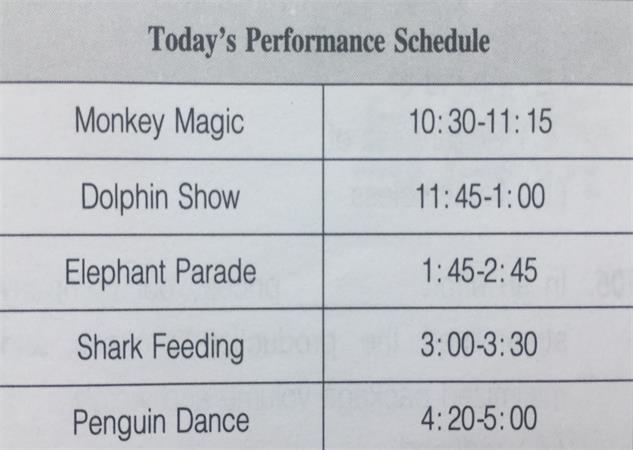 Today's Performance Schedule
Monkey Magic 10:30-11:15
Dolphin Show 11:45-1:00
Elephant Parade 1:45-2:45
Shark Feeding 3:00-3:30
Penguin Dance 4:20-5:00